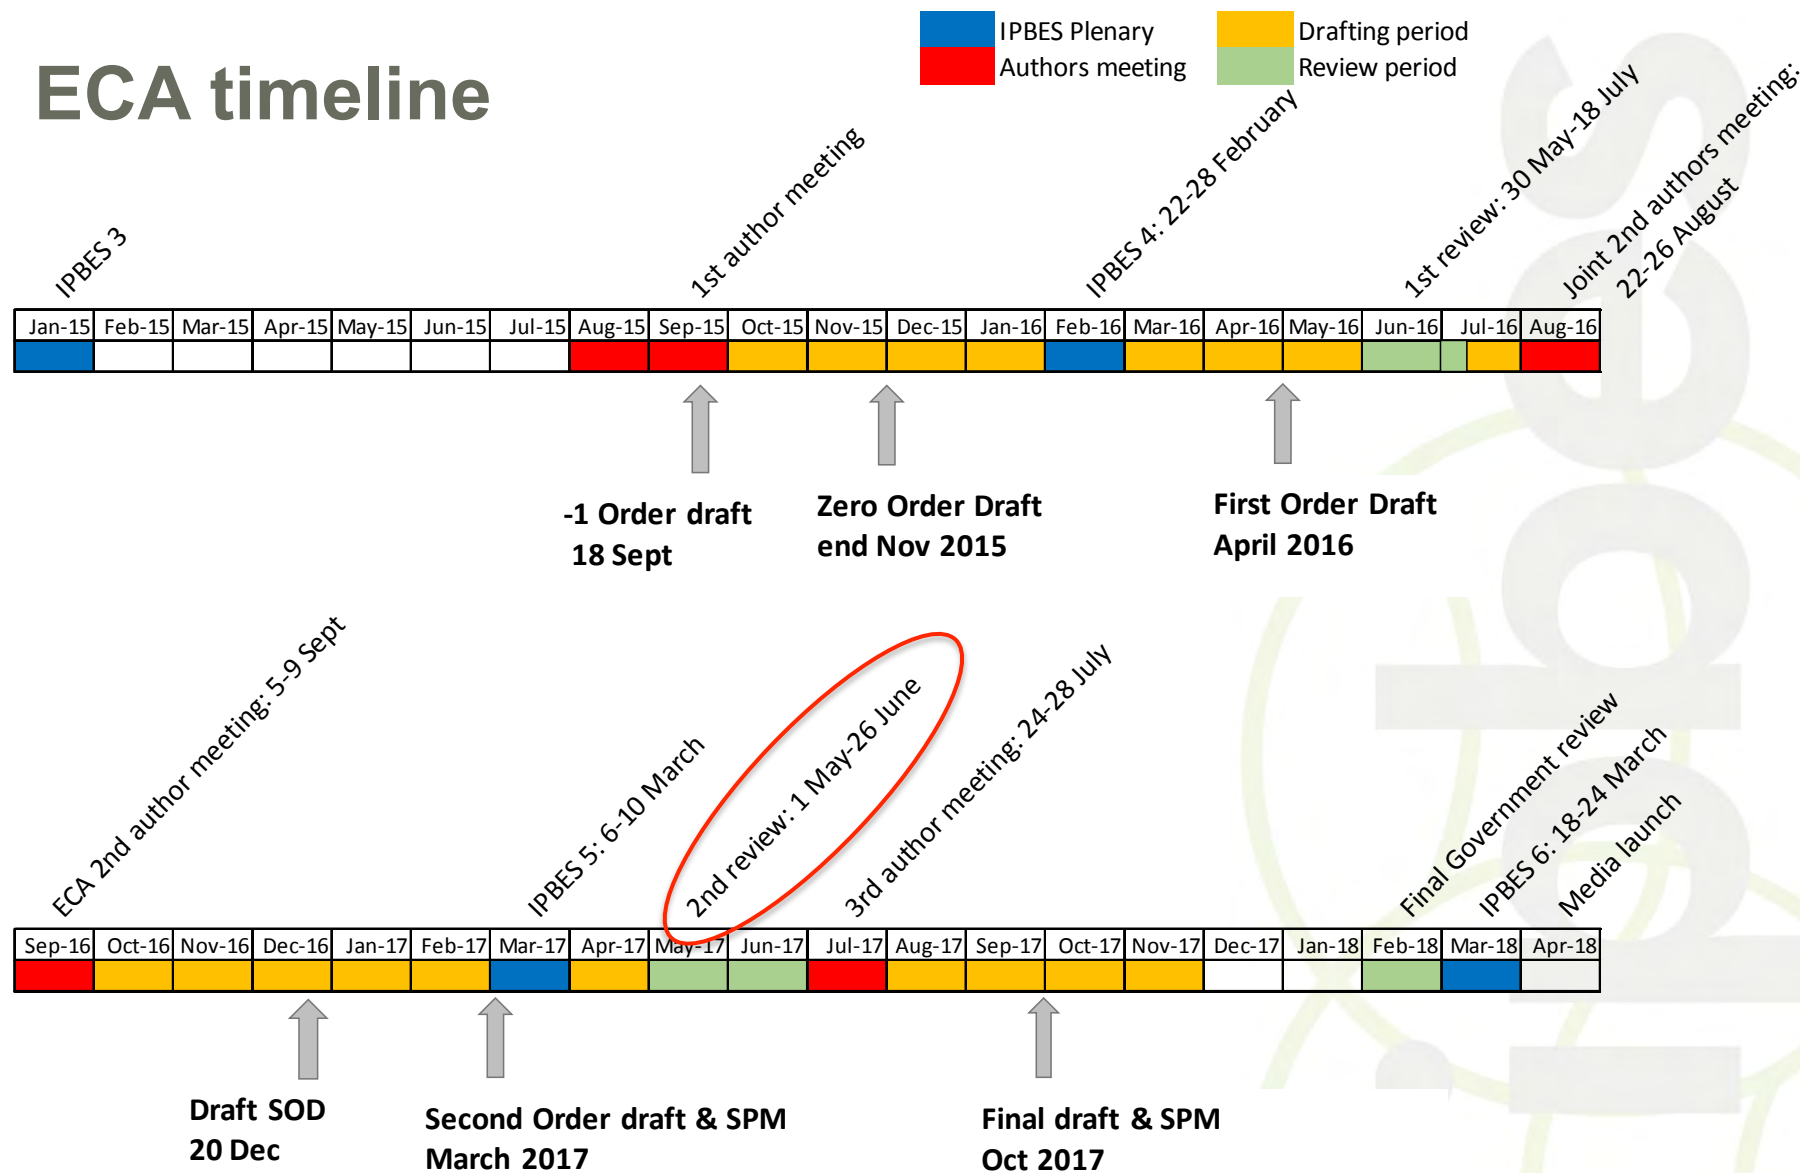 ECA timeline
IPBES Plenary
Drafting period
Authors meeting
Review period
IPBES 3
1st author meeting
IPBES 4: 22-28 February
1st review: 30 May-18 July
Joint 2nd authors meeting:
22-26 August
Jan-15 Feb-15 Mar-15 Apr-15 May-15 Jun-15 Jul-15 Aug-15 Sep-15 Oct-15 Nov-15 Dec-15 Jan-16 Feb-16 Mar-16 Apr-16 May-16 Jun-16 Jul-16 Aug-16
-1 Order draft
18 Sept
Zero Order Draft
end Nov 2015
First Order Draft
April 2016
ECA 2nd author meeting: 5-9 Sept
IPBES 5: 6-10 March
2nd review: 1 May-26 June
3rd author meeting: 24-28 July
Final Government review
IPBES 6: 18-24 March
Media launch
Sep-16 Oct-16 Nov-16 Dec-16 Jan-17 Feb-17 Mar-17 Apr-17 May-17 Jun-17 Jul-17 Aug-17 Sep-17 Oct-17 Nov-17 Dec-17 Jan-18 Feb-18 Mar-18 Apr-18
Draft SOD
20 Dec
Second Order draft & SPM
March 2017
Final draft & SPM
Oct 2017
ipbes